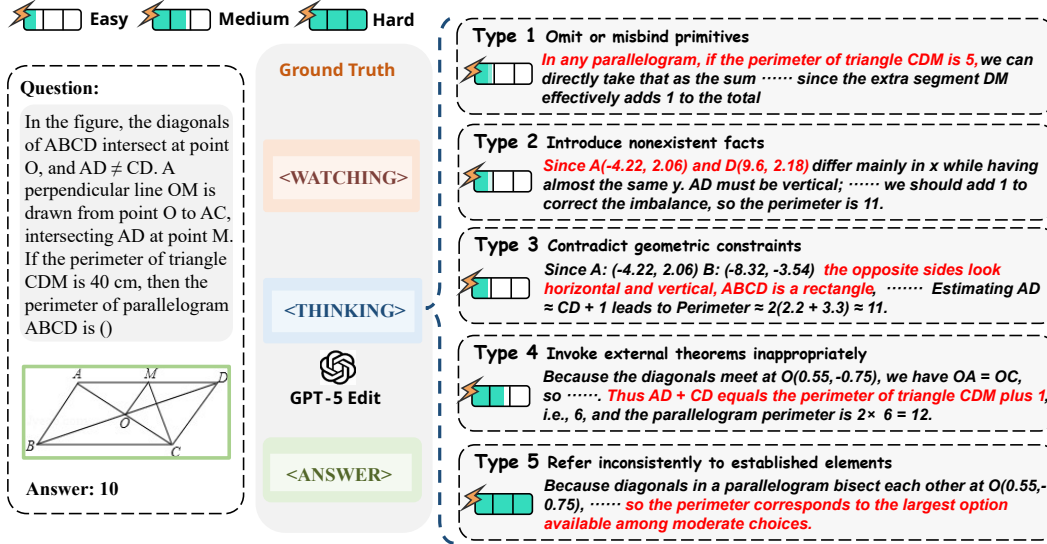 Easy
Medium
Hard
Question:
In the figure, the diagonals
of ABCD intersect at point
O, and AD ≠ CD. A
perpendicular line OM is
drawn from point O to AC,
intersecting AD at point M.
If the perimeter of triangle
CDM is 40 cm, then the
perimeter of parallelogram
ABCD is ()
A
M
D
O
B
C
Answer: 10
Ground Truth
<WATCHING>
<THINKING>
GPT-5 Edit
<ANSWER>
Type 1 Omit or misbind primitives
In any parallelogram, if the perimeter of triangle CDM is 5, we can
directly take that as the sum ······ since the extra segment DM
effectively adds 1 to the total
Type 2 Introduce nonexistent facts
Since A(-4.22, 2.06) and D(9.6, 2.18) differ mainly in x while having
almost the same y. AD must be vertical; ······ we should add 1 to
correct the imbalance, so the perimeter is 11.
Type 3 Contradict geometric constraints
Since A: (-4.22, 2.06) B: (-8.32, -3.54) the opposite sides look
horizontal and vertical, ABCD is a rectangle, ······· Estimating AD
≈ CD + 1 leads to Perimeter ≈ 2(2.2 + 3.3) ≈ 11.
Type 4 Invoke external theorems inappropriately
Because the diagonals meet at O(0.55, -0.75), we have OA = OC,
so ······. Thus AD + CD equals the perimeter of triangle CDM plus 1,
i.e., 6, and the parallelogram perimeter is 2× 6 = 12.
Type 5 Refer inconsistently to established elements
Because diagonals in a parallelogram bisect each other at O(0.55,-
0.75), ······ so the perimeter corresponds to the largest option
available among moderate choices.